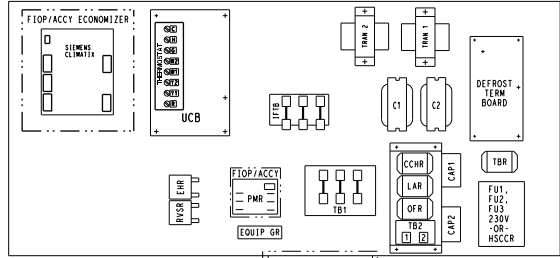 FIOP/ACCY ECONOMIZER
SIEMENS
CLIMATIX
THERMOSTAT
C
H
G
W2
W1
Y2
Y1
R
UCB
TRAN 2
TRAN 1
IFTB
C1
C2
DEFROST
TERM
BOARD
EHR
RVSR
FIOP/ACCY
PMR
EQUIP GR
TB1
CCHR
LAR
OFR
TB2
1 2
CAP1
CAP2
TBR
FU1,
FU2,
FU3
230V
-OR-
HSCCR